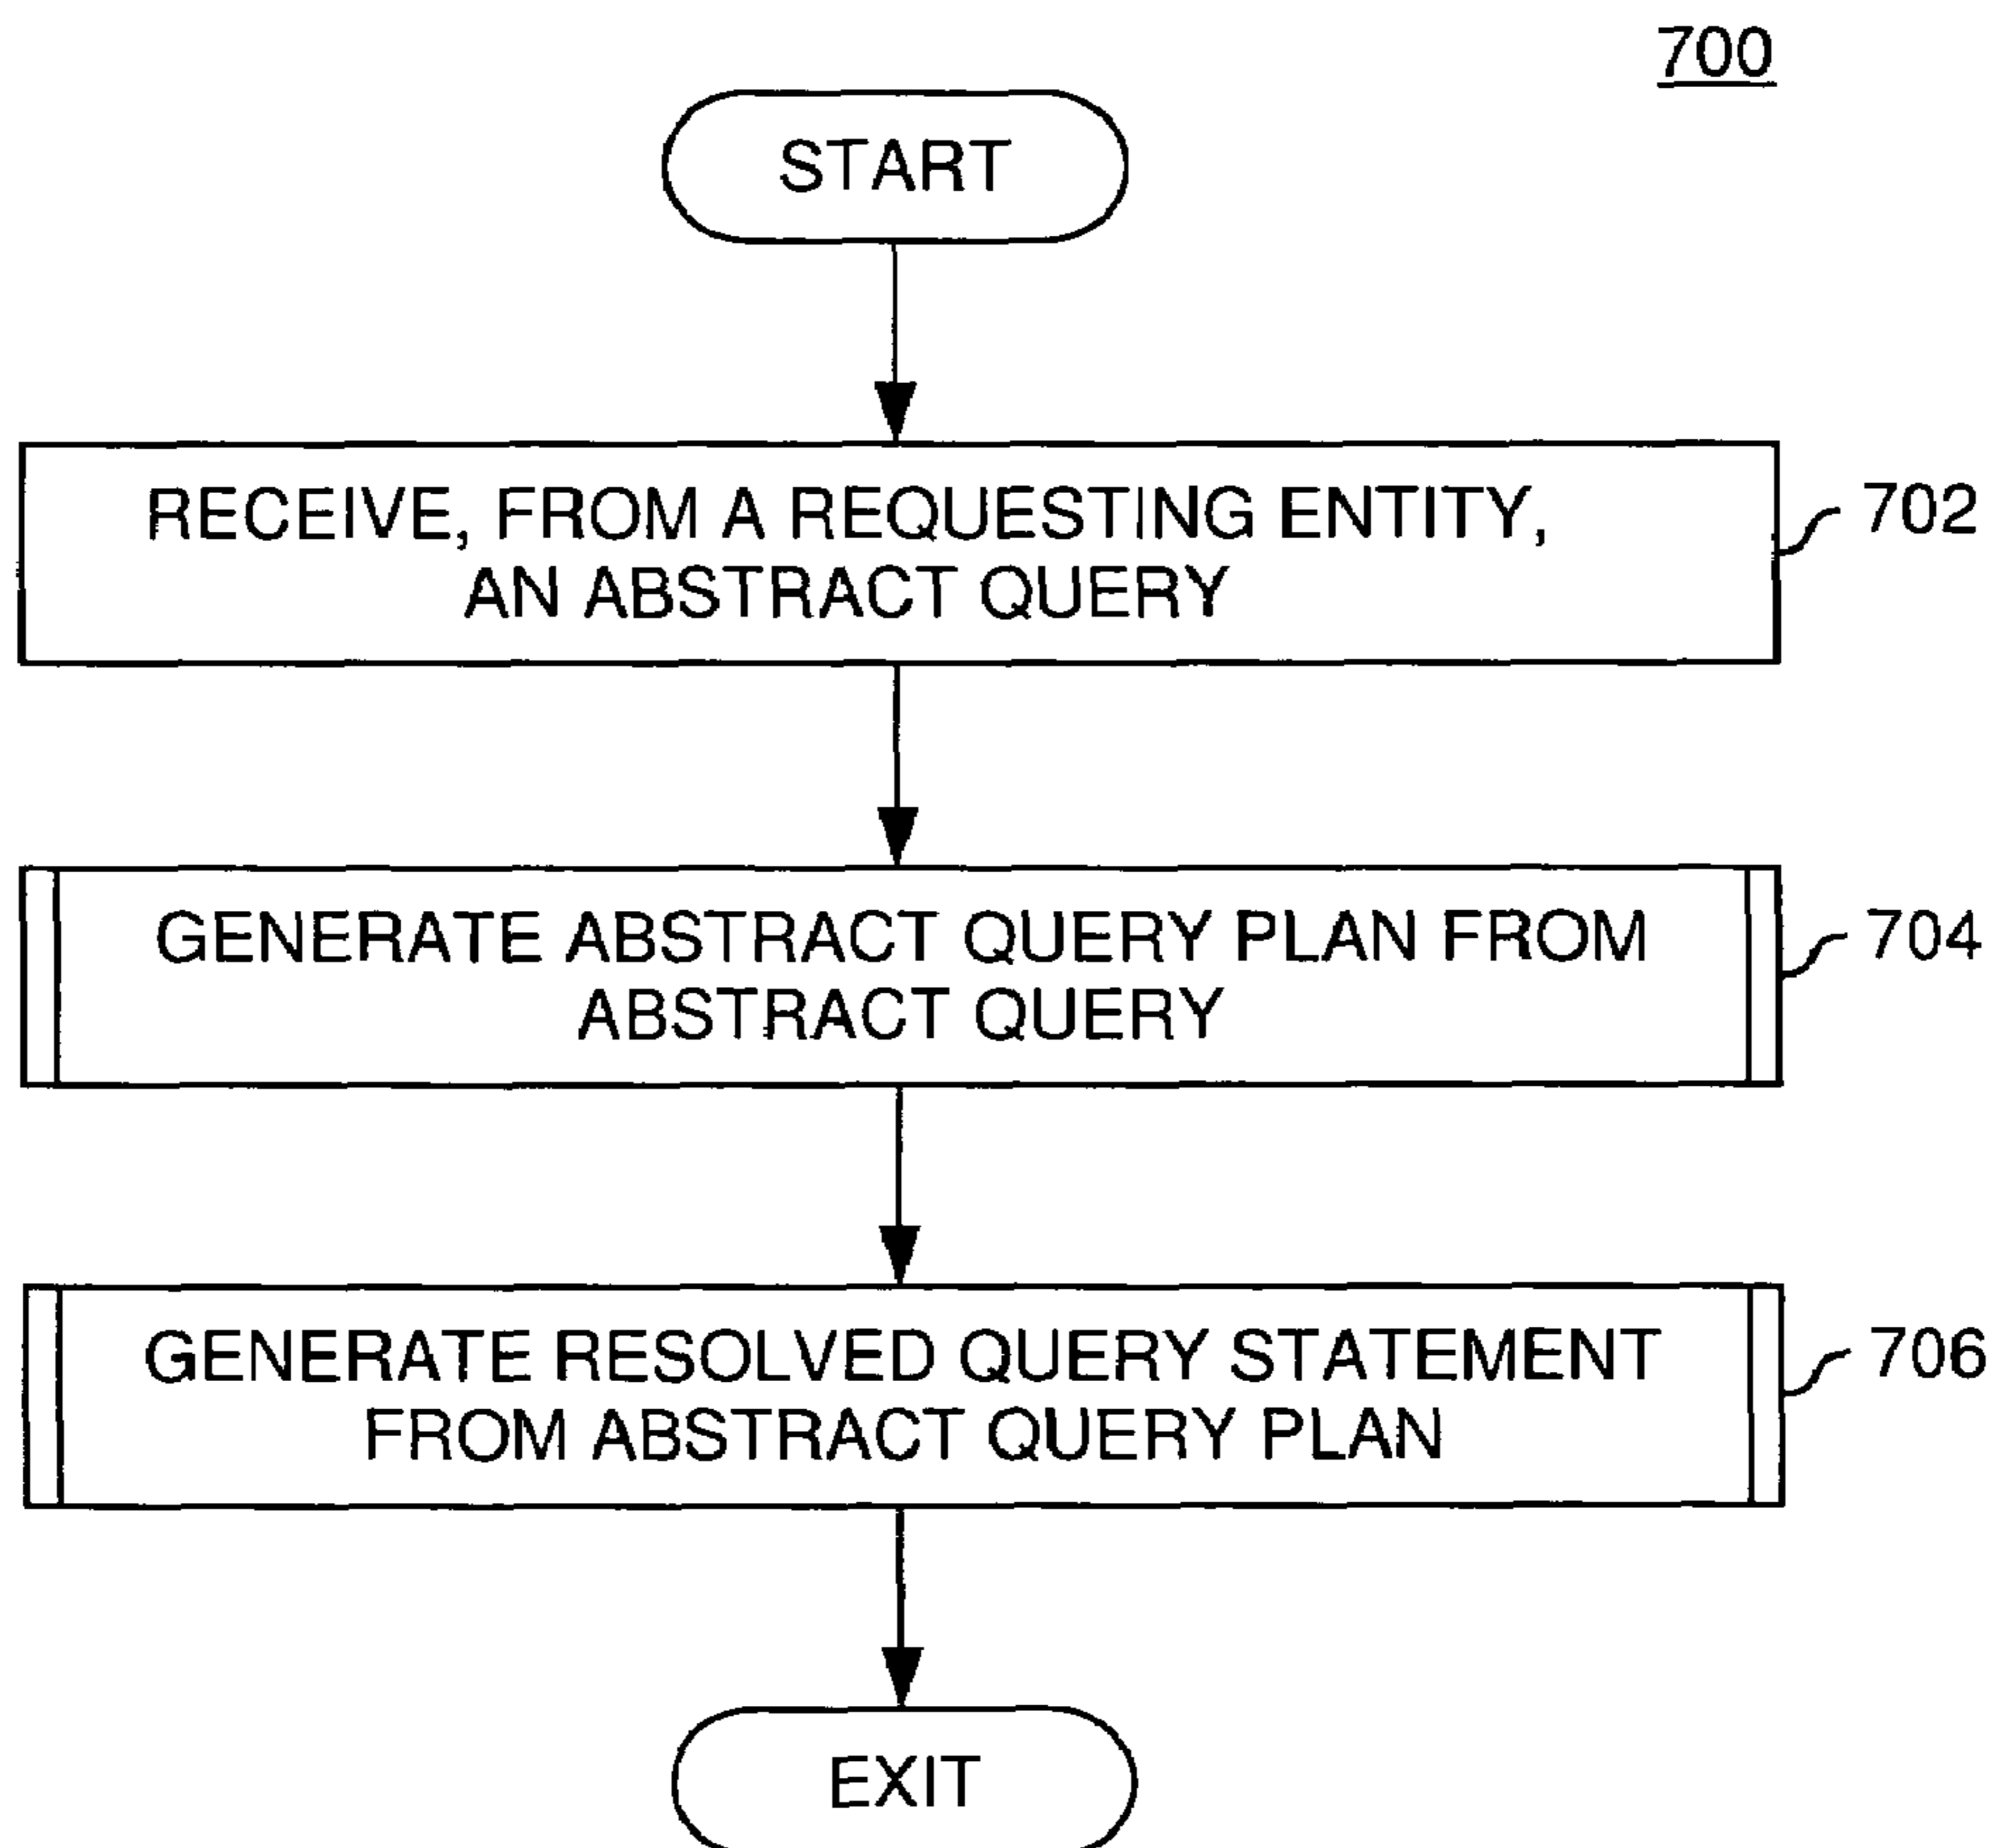 700
START
RECEIVE, FROM A REQUESTING ENTITY,
AN ABSTRACT QUERY
702
GENERATE ABSTRACT QUERY PLAN FROM
ABSTRACT QUERY
704
GENERATE RESOLVED QUERY STATEMENT
FROM ABSTRACT QUERY PLAN
706
EXIT